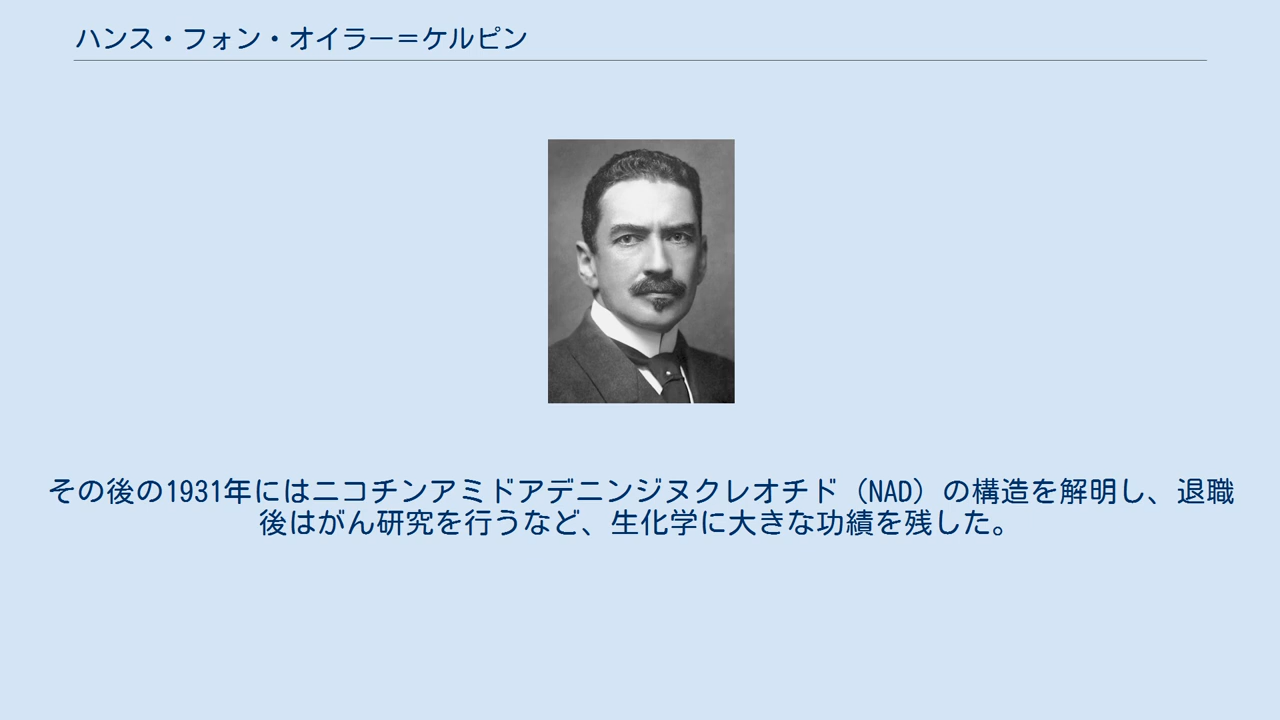 ハンス・フォン・オイラー＝ケルピン
その後の1931年にはニコチンアミドアデニンジヌクレオチド（NAD）の構造を解明し、退職
後はがん研究を行うなど、生化学に大きな功績を残した。